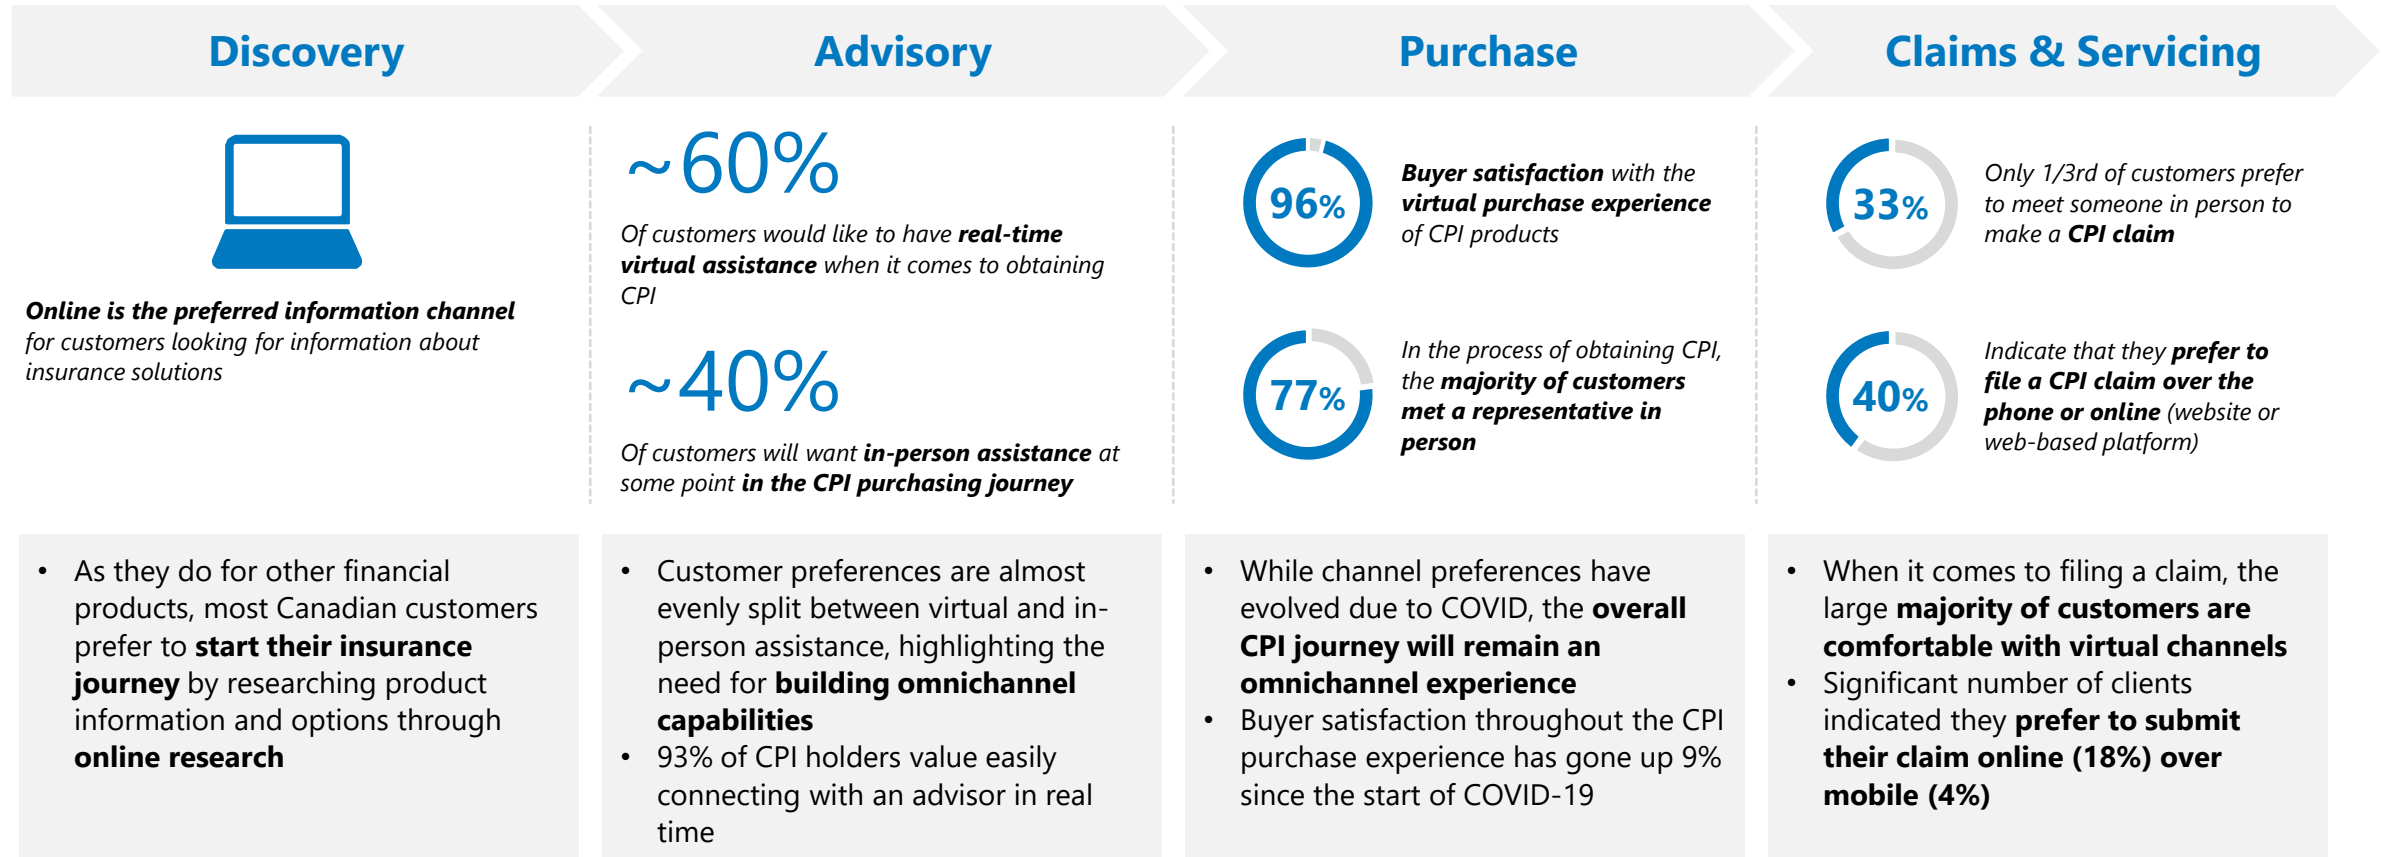 Discovery
Advisory
Purchase
Claims & Servicing
Online is the preferred information channel
for customers looking for information about
insurance solutions
~60%
Of customers would like to have real-time
virtual assistance when it comes to obtaining
CPI
~40%
Of customers will want in-person assistance at
some point in the CPI purchasing journey
96%
Buyer satisfaction with the
virtual purchase experience
of CPI products
77%
In the process of obtaining CPI,
the majority of customers
met a representative in
person
33%
Only 1/3rd of customers prefer
to meet someone in person to
make a CPI claim
40%
Indicate that they prefer to
file a CPI claim over the
phone or online (website or
web-based platform)
• As they do for other financial
products, most Canadian customers
prefer to start their insurance
journey by researching product
information and options through
online research
• Customer preferences are almost
evenly split between virtual and in-
person assistance, highlighting the
need for building omnichannel
capabilities
• 93% of CPI holders value easily
connecting with an advisor in real
time
• While channel preferences have
evolved due to COVID, the overall
CPI journey will remain an
omnichannel experience
• Buyer satisfaction throughout the CPI
purchase experience has gone up 9%
since the start of COVID-19
• When it comes to filing a claim, the
large majority of customers are
comfortable with virtual channels
• Significant number of clients
indicated they prefer to submit
their claim online (18%) over
mobile (4%)